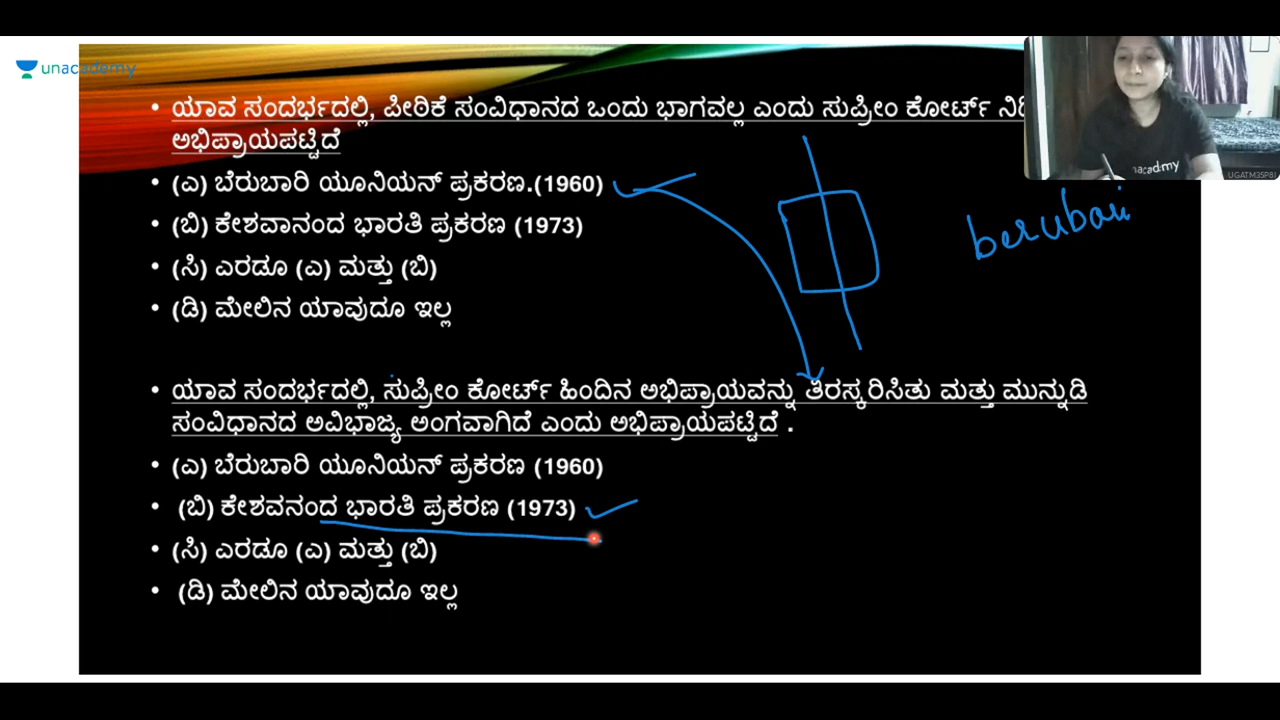 unacademy
ಯಾವ ಸಂದರ್ಭದಲ್ಲಿ, ಪೀಠಿಕೆ ಸಂವಿಧಾನದ ಒಂದು ಭಾಗವಲ್ಲ ಎಂದು ಸುಪ್ರೀಂ ಕೋರ್ಟ್
ಅಭಿಪ್ರಾಯಪಟ್ಟಿದೆ
• (ಎ) ಬೆರುಬಾರಿ ಯೂನಿಯನ್ ಪ್ರಕರಣ.(1960)
• (ಬಿ) ಕೇಶವಾನಂದ ಭಾರತಿ ಪ್ರಕರಣ (1973)
• (ಸಿ) ಎರಡೂ (ಎ) ಮತ್ತು (ಬಿ)
• (ಡಿ) ಮೇಲಿನ ಯಾವುದೂ ಇಲ್ಲ
berubari
• ಯಾವ ಸಂದರ್ಭದಲ್ಲಿ, ಸುಪ್ರೀಂ ಕೋರ್ಟ್ ಹಿಂದಿನ ಅಭಿಪ್ರಾಯವನ್ನು ತಿರಸ್ಕರಿಸಿತು ಮತ್ತು ಮುನ್ನುಡಿ
ಸಂವಿಧಾನದ ಅವಿಭಾಜ್ಯ ಅಂಗವಾಗಿದೆ ಎಂದು ಅಭಿಪ್ರಾಯಪಟ್ಟಿದೆ .
• (ಎ) ಬೆರುಬಾರಿ ಯೂನಿಯನ್ ಪ್ರಕರಣ (1960)
• (ಬಿ) ಕೇಶವನಂದ ಭಾರತಿ ಪ್ರಕರಣ (1973)
• (ಸಿ) ಎರಡೂ (ಎ) ಮತ್ತು (ಬಿ)
• (ಡಿ) ಮೇಲಿನ ಯಾವುದೂ ಇಲ್ಲ
unacademy
UGATM3SP8I